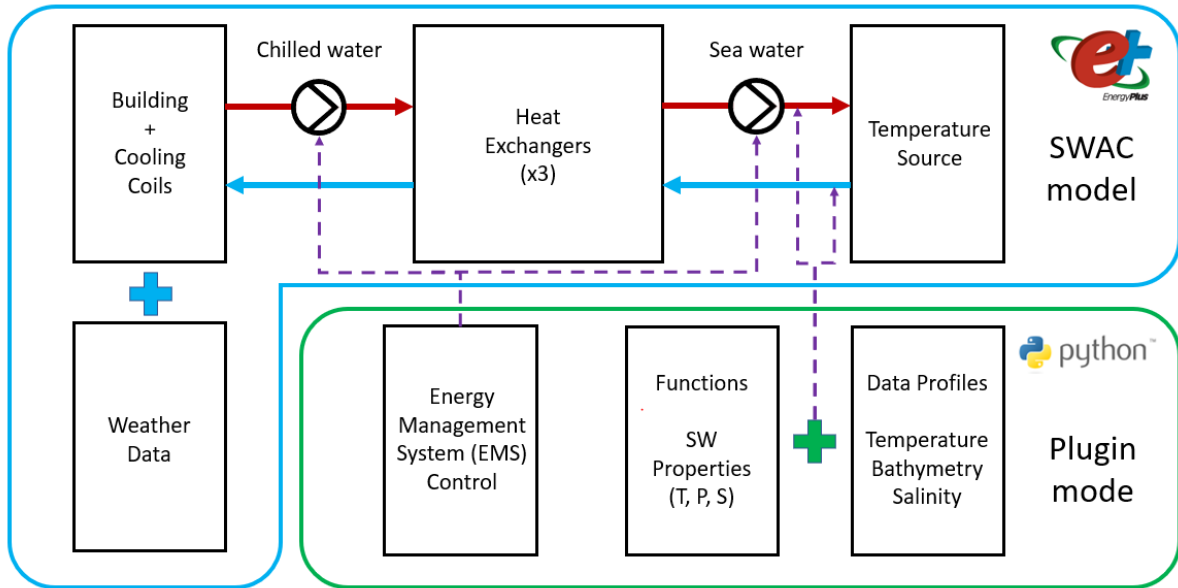 Chilled water
Sea water
Building
+
Cooling
Coils
Heat
Exchangers
(x3)
Temperature
Source
e+
EnergyPlus
SWAC
model
Weather
Data
Energy
Management
System (EMS)
Control
Functions
SW
Properties
(T, P, S)
Data Profiles
Temperature
Bathymetry
Salinity
python™
Plugin
mode